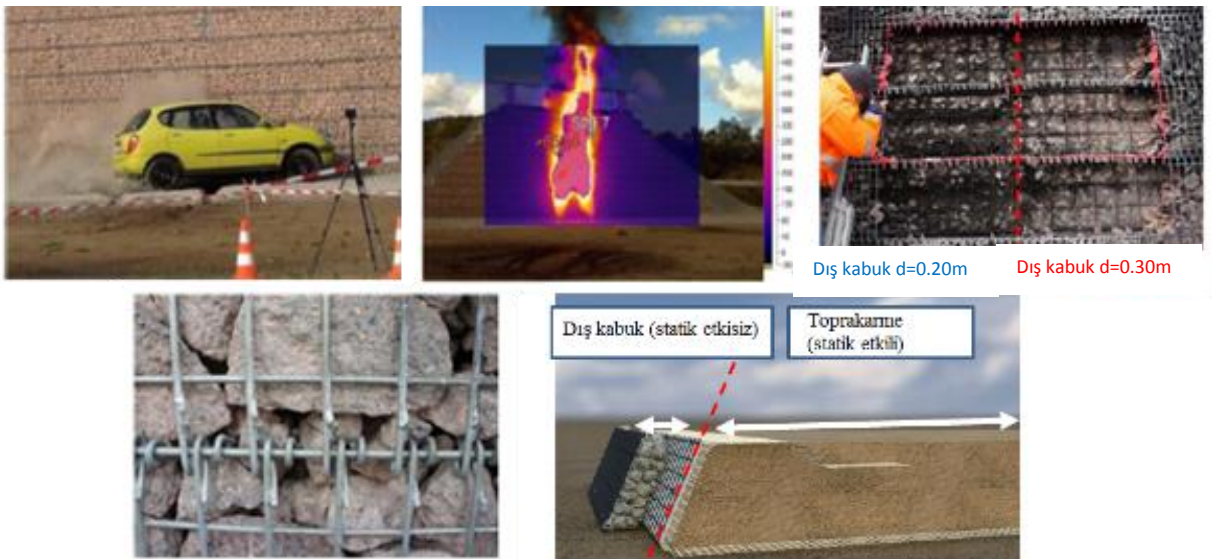 Dış kabuk d=0.20m
Dış kabuk d=0.30m
Dış kabuk (statik etkisiz)
Toprakarme
(statik etkili)